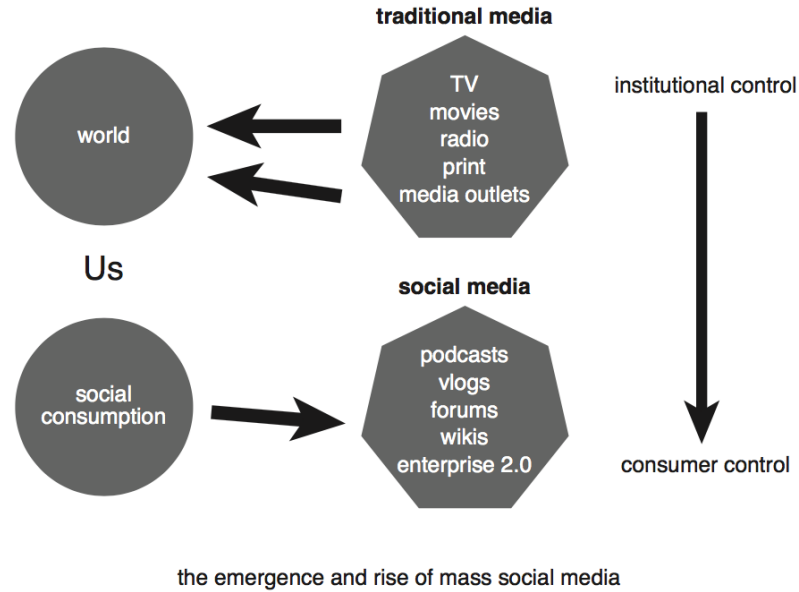 traditional media
world
TV
movies
radio
print
media outlets
institutional control
Us
social media
social
consumption
podcasts
vlogs
forums
wikis
enterprise 2.0
consumer control
the emergence and rise of mass social media